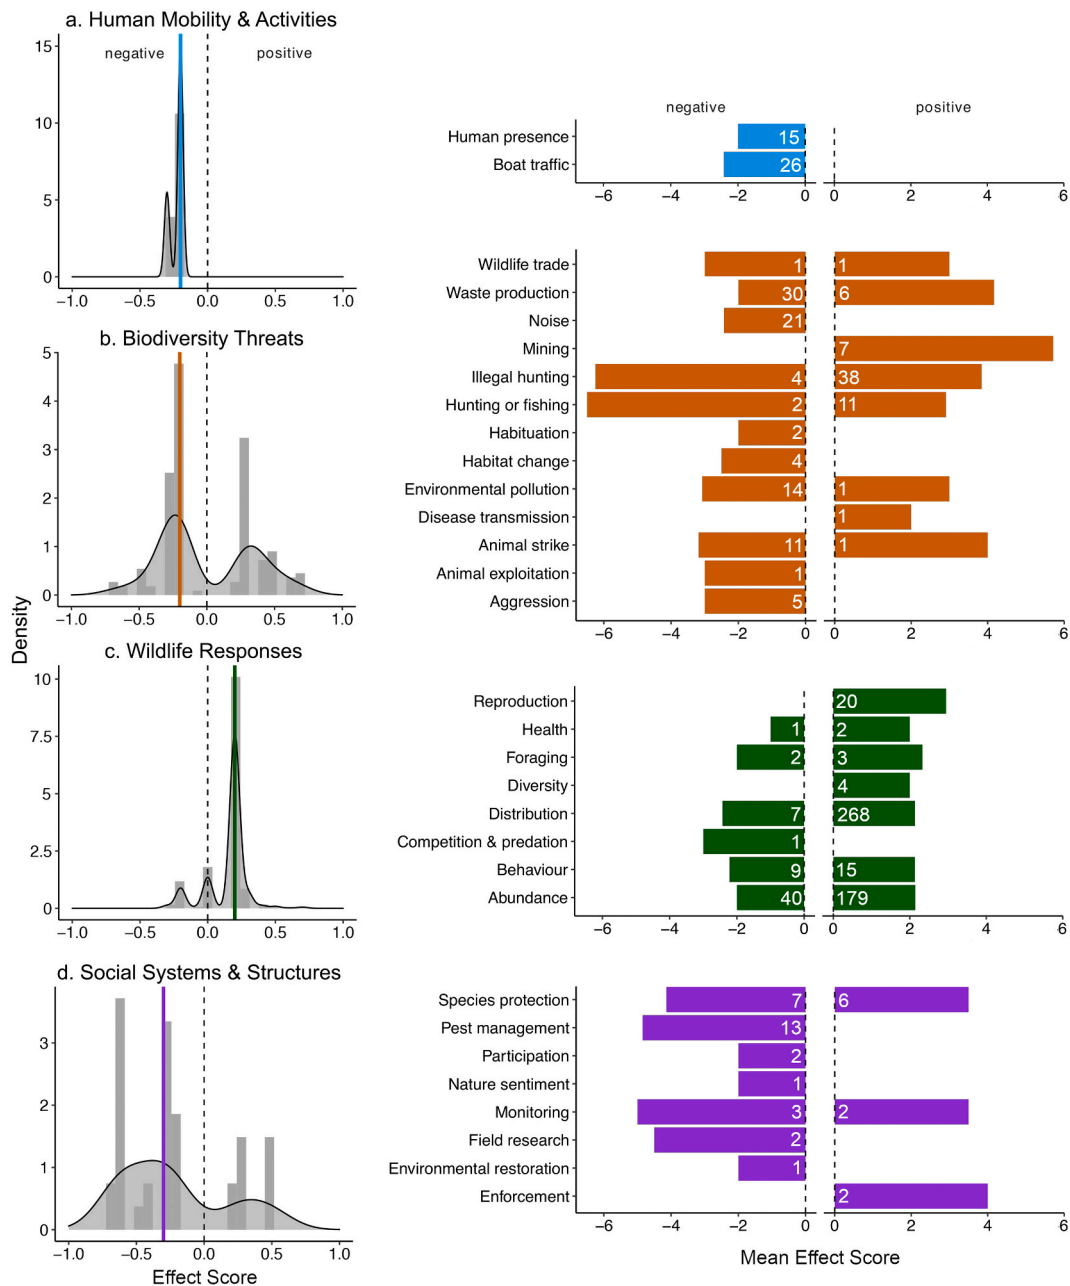 a. Human Mobility & Activities
negative
positive
15
10
5
0
−1.0 −0.5 0.0 0.5 1.0
negative
positive
Human presence 15
Boat traffic 26
−6 −4 −2 0 0 2 4 6
b. Biodiversity Threats
5
4
3
2
1
0
−1.0 −0.5 0.0 0.5 1.0
Wildlife trade 1 1
Waste production 30 6
Noise 21
Mining 7
Illegal hunting 4 38
Hunting or fishing 2 11
Habituation 2
Habitat change 4
Environmental pollution 14 1
Disease transmission 1
Animal strike 11 1
Animal exploitation 1
Aggression 5
−6 −4 −2 0 0 2 4 6
Density
c. Wildlife Responses
10
7.5
5
2.5
0
−1.0 −0.5 0.0 0.5 1.0
Reproduction 20
Health 1 2
Foraging 2 3
Diversity 4
Distribution 7 268
Competition & predation 1
Behaviour 9 15
Abundance 40 179
−6 −4 −2 0 0 2 4 6
d. Social Systems & Structures
3
2
1
0
−1.0 −0.5 0.0 0.5 1.0
Effect Score
Species protection 7 6
Pest management 13
Participation 2
Nature sentiment 1
Monitoring 3 2
Field research 2
Environmental restoration 1
Enforcement 2
−6 −4 −2 0 0 2 4 6
Mean Effect Score